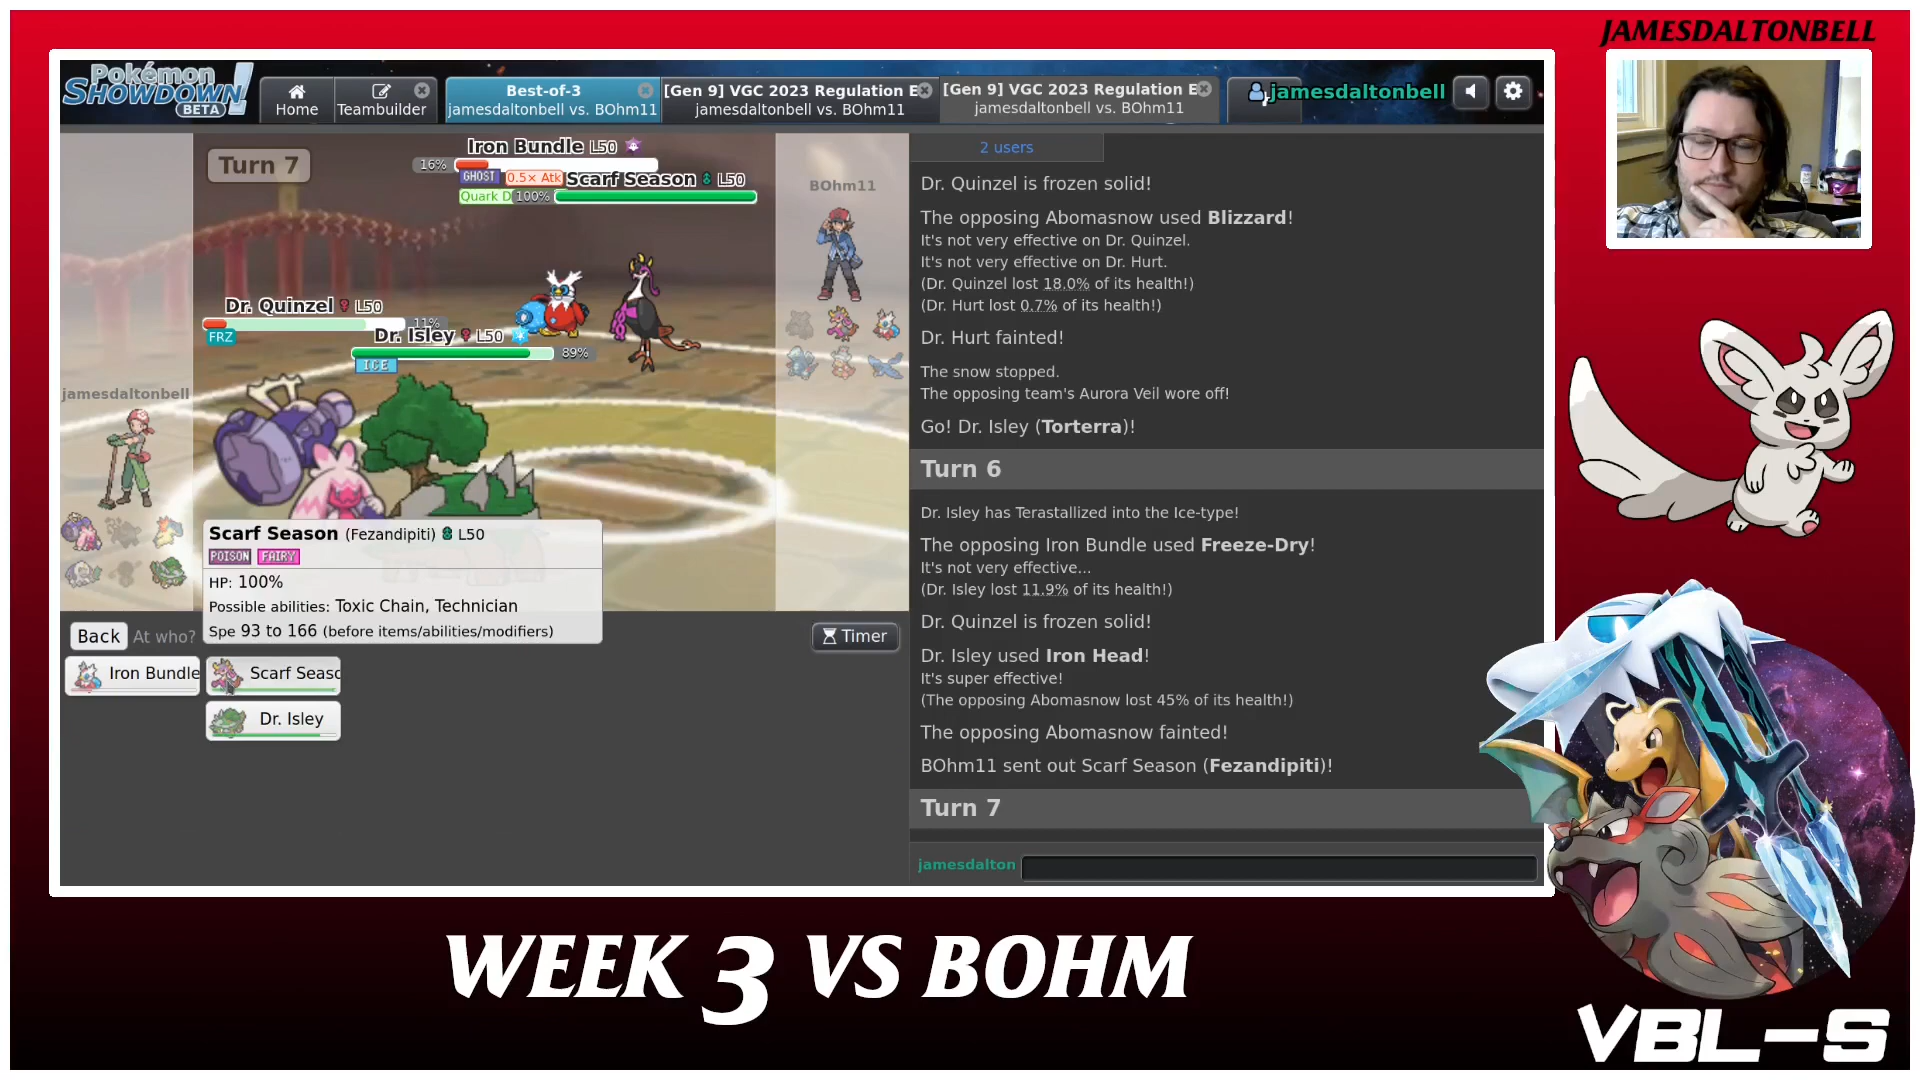 JAMESDALTONBELL
Pokémon
SHOWDOWN!
BETA
Home
Teambuilder
Best-of-3
jamesdaltonbell vs. BOhm11
[Gen 9] VGC 2023 Regulation E
jamesdaltonbell vs. BOhm11
[Gen 9] VGC 2023 Regulation E
jamesdaltonbell vs. BOhm11
jamesdaltonbell
Turn 7
Iron Bundle L50
16%
GHOST 0.5× Atk
Scarf Season L50
Quark D
100%
BOhm11
Dr. Quinzel L50
11%
FRZ
Dr. Isley L50
89%
ICE
jamesdaltonbell
Scarf Season (Fezandipiti) L50
POISON FAIRY
HP: 100%
Possible abilities: Toxic Chain, Technician
Spe 93 to 166 (before items/abilities/modifiers)
Back At who?
Timer
Iron Bundle
Scarf Seaso
Dr. Isley
2 users
Dr. Quinzel is frozen solid!
The opposing Abomasnow used Blizzard!
It's not very effective on Dr. Quinzel.
It's not very effective on Dr. Hurt.
(Dr. Quinzel lost 18.0% of its health!)
(Dr. Hurt lost 0.7% of its health!)
Dr. Hurt fainted!
The snow stopped.
The opposing team's Aurora Veil wore off!
Go! Dr. Isley (Torterra)!
Turn 6
Dr. Isley has Terastallized into the Ice-type!
The opposing Iron Bundle used Freeze-Dry!
It's not very effective...
(Dr. Isley lost 11.9% of its health!)
Dr. Quinzel is frozen solid!
Dr. Isley used Iron Head!
It's super effective!
(The opposing Abomasnow lost 45% of its health!)
The opposing Abomasnow fainted!
BOhm11 sent out Scarf Season (Fezandipiti)!
Turn 7
jamesdalton
WEEK 3 VS BOHM
VBL-S